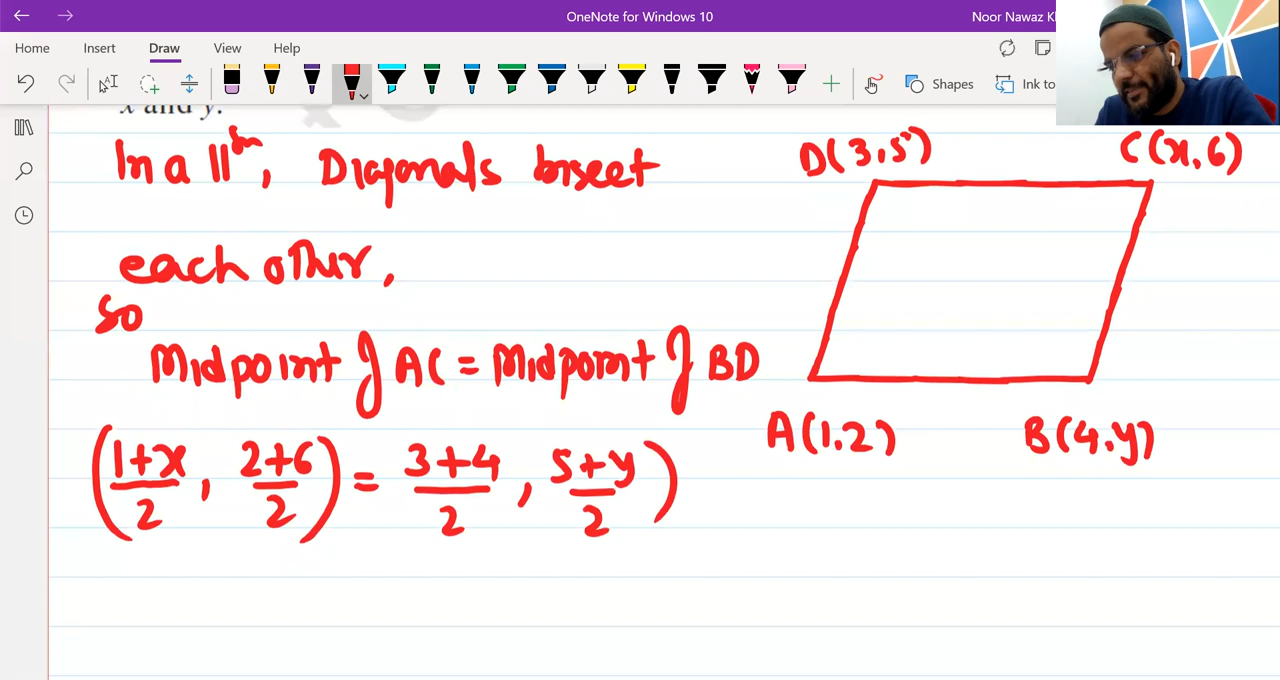 OneNote for Windows 10
Noor Nawaz Kh
Home Insert Draw View Help
Shapes
Ink to
x and y.
In a ||gm, Diagonals bisect
each other,
so
Midpoint of AC = Midpoint of BD
(1+x/2, 2+6/2) = 3+4/2, 5+y/2)
D(3,5)
C(x,6)
A(1,2)
B(4,y)